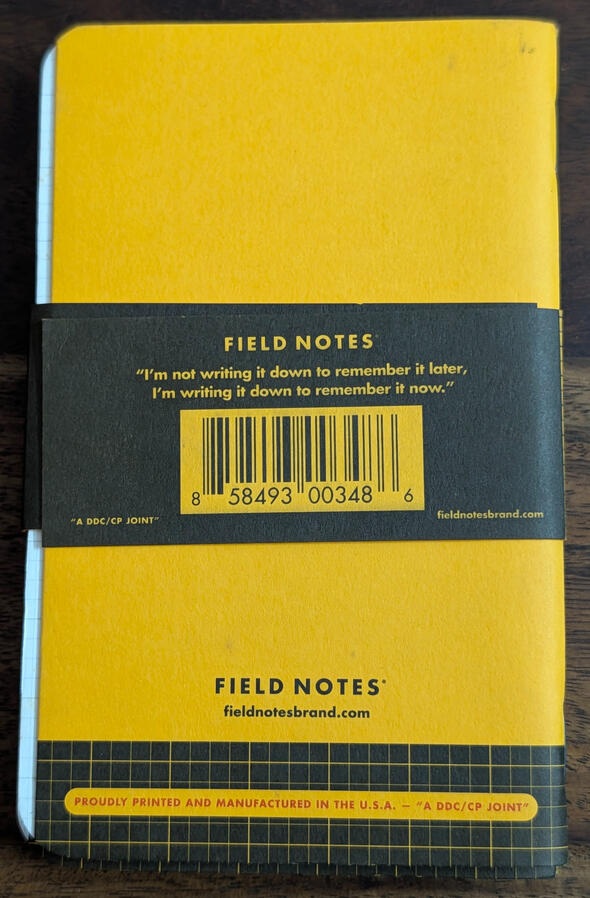 FIELD NOTES®
“I’m not writing it down to remember it later,
I’m writing it down to remember it now.”
8 58493 00348 6
“A DDC/CP JOINT”
fieldnotesbrand.com
FIELD NOTES®
fieldnotesbrand.com
PROUDLY PRINTED AND MANUFACTURED IN THE U.S.A. — “A DDC/CP JOINT”